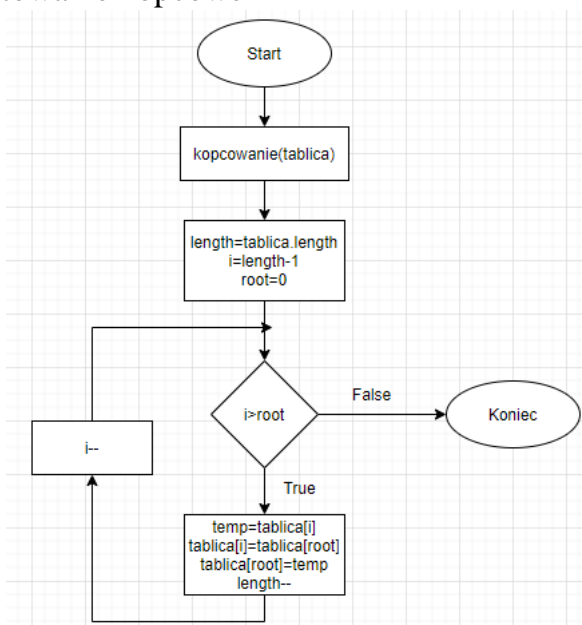 Start
kopcowanie(tablica)
length=tablica.length
i=length-1
root=0
i>root
False
Koniec
i--
True
temp=tablica[i]
tablica[i]=tablica[root]
tablica[root]=temp
length--